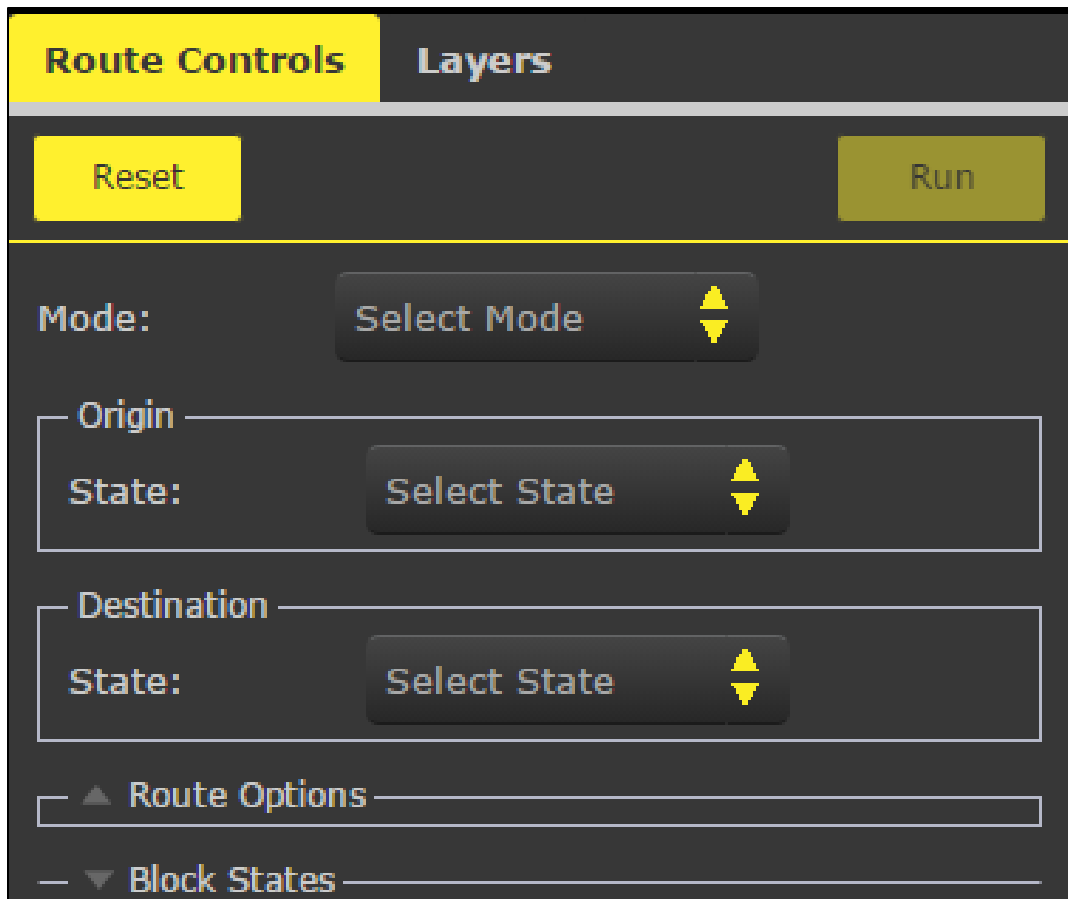 Route Controls Layers
Reset Run
Mode: Select Mode
Origin
State: Select State
Destination
State: Select State
Route Options
Block States